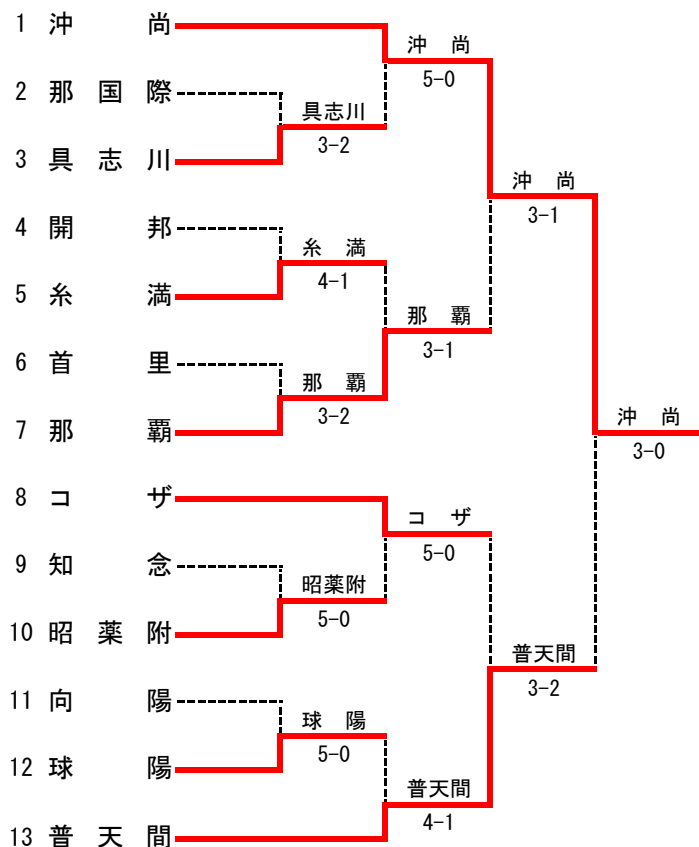 1 沖尚
沖尚
5-0
2 那国際
具志川
3-2
3 具志川
沖尚
3-1
4 開邦
糸満
4-1
5 糸満
那覇
3-1
6 首里
那覇
3-2
7 那覇
沖尚
3-0
8 コザ
コザ
5-0
9 知念
昭薬附
5-0
10 昭薬附
普天間
3-2
11 向陽
球陽
5-0
12 球陽
普天間
4-1
13 普天間